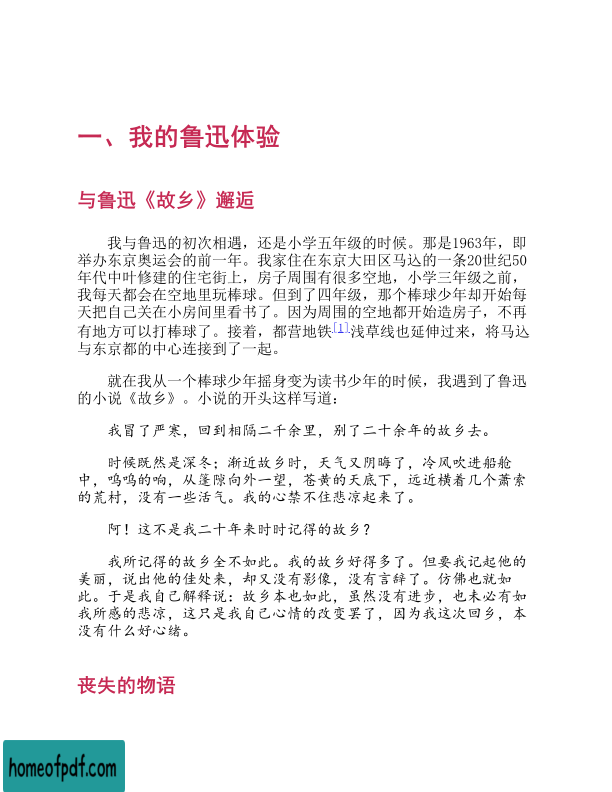 一、我的鲁迅体验
与鲁迅《故乡》邂逅
我与鲁迅的初次相遇，还是小学五年级的时候。那是1963年，即
举办东京奥运会的前一年。我家住在东京大田区马达的一条20世纪50
年代中叶修建的住宅街上，房子周围有很多空地，小学三年级之前，
我每天都会在空地里玩棒球。但到了四年级，那个棒球少年却开始每
天把自己关在小房间里看书了。因为周围的空地都开始造房子，不再
有地方可以打棒球了。接着，都营地铁[1]浅草线也延伸过来，将马达
与东京都的中心连接到了一起。
就在我从一个棒球少年摇身变为读书少年的时候，我遇到了鲁迅
的小说《故乡》。小说的开头这样写道：
我冒了严寒，回到相隔二千余里，别了二十余年的故乡去。
时候既然是深冬；渐近故乡时，天气又阴晦了，冷风吹进船舱
中，呜呜的响，从篷隙向外一望，苍黄的天底下，远近横着几个萧索
的荒村，没有一些活气。我的心禁不住悲凉起来了。
阿！这不是我二十年来时时记得的故乡？
我所记得的故乡全不如此。我的故乡好得多了。但要我记起他的
美丽，说出他的佳处来，却又没有影像，没有言辞了。仿佛也就如
此。于是我自己解释说：故乡本也如此，虽然没有进步，也未必有如
我所感的悲凉，这只是我自己心情的改变罢了，因为我这次回乡，本
没有什么好心绪。
丧失的物语
homeofpdf.com